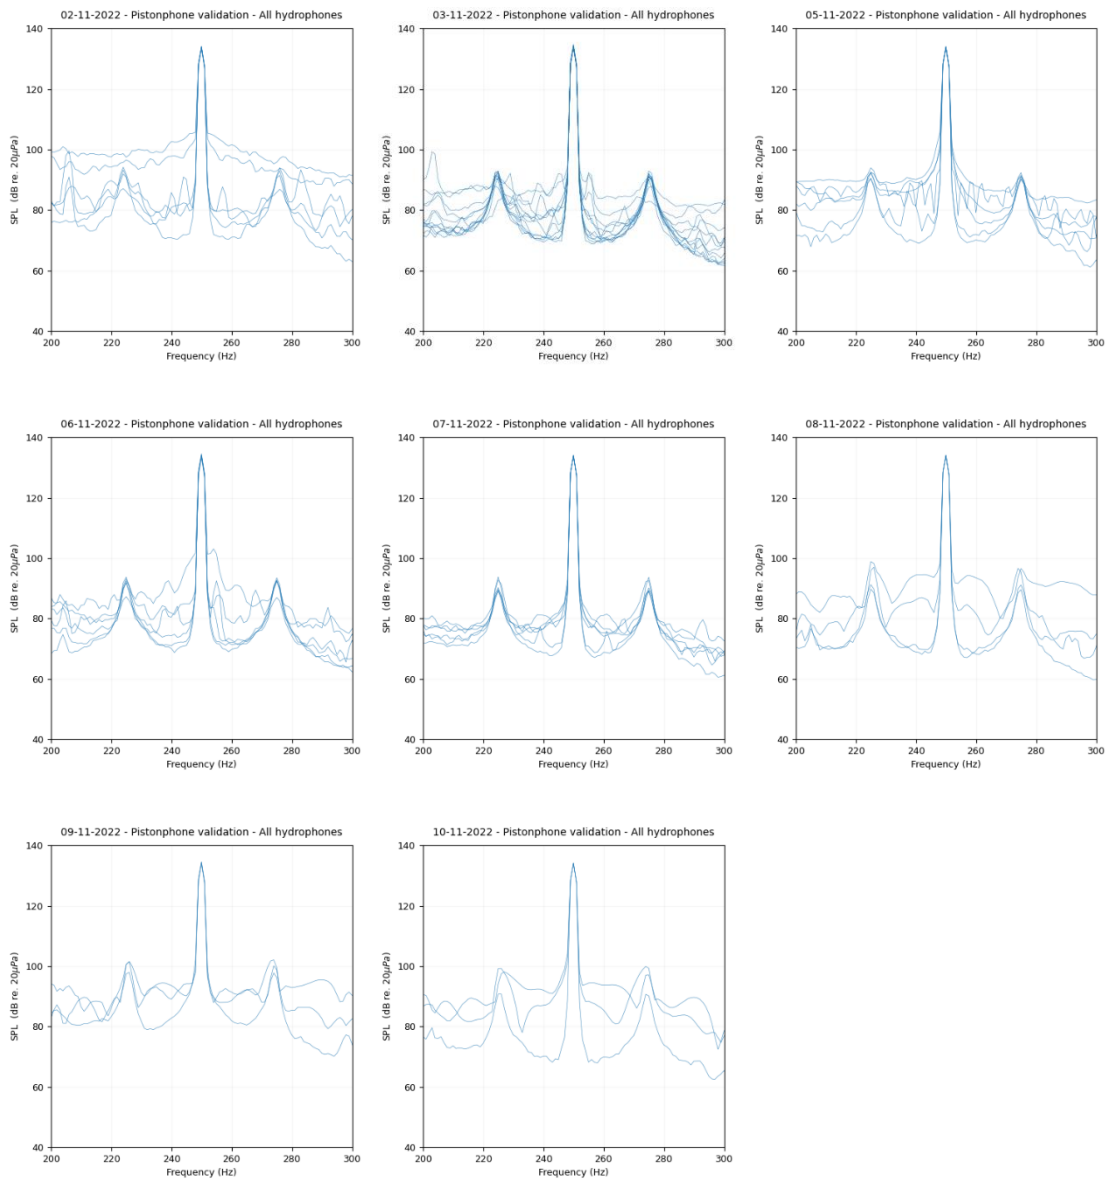 02-11-2022 - Pistonphone validation - All hydrophones
140
120
100
80
60
40
SPL (dB re. 20μPa)
200 220 240 260 280 300
Frequency (Hz)
03-11-2022 - Pistonphone validation - All hydrophones
140
120
100
80
60
40
SPL (dB re. 20μPa)
200 220 240 260 280 300
Frequency (Hz)
05-11-2022 - Pistonphone validation - All hydrophones
140
120
100
80
60
40
SPL (dB re. 20μPa)
200 220 240 260 280 300
Frequency (Hz)
06-11-2022 - Pistonphone validation - All hydrophones
140
120
100
80
60
40
SPL (dB re. 20μPa)
200 220 240 260 280 300
Frequency (Hz)
07-11-2022 - Pistonphone validation - All hydrophones
140
120
100
80
60
40
SPL (dB re. 20μPa)
200 220 240 260 280 300
Frequency (Hz)
08-11-2022 - Pistonphone validation - All hydrophones
140
120
100
80
60
40
SPL (dB re. 20μPa)
200 220 240 260 280 300
Frequency (Hz)
09-11-2022 - Pistonphone validation - All hydrophones
140
120
100
80
60
40
SPL (dB re. 20μPa)
200 220 240 260 280 300
Frequency (Hz)
10-11-2022 - Pistonphone validation - All hydrophones
140
120
100
80
60
40
SPL (dB re. 20μPa)
200 220 240 260 280 300
Frequency (Hz)